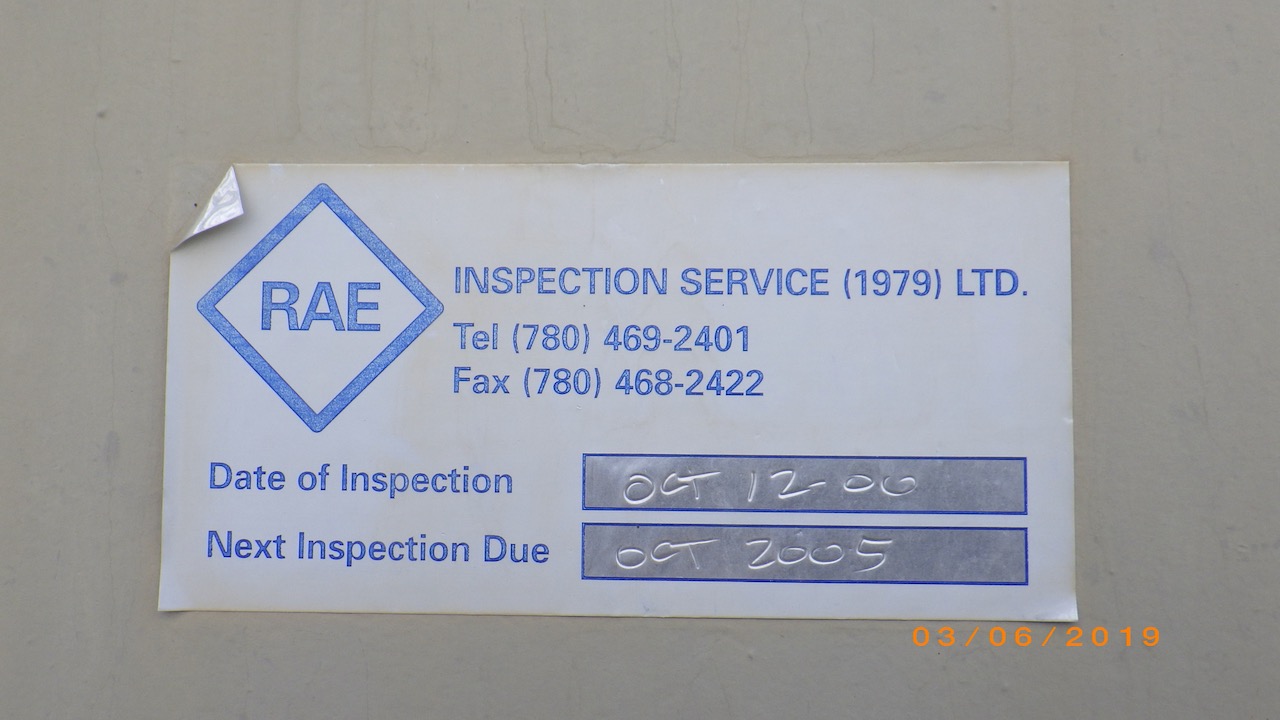 RAE
INSPECTION SERVICE (1979) LTD.
Tel (780) 469-2401
Fax (780) 468-2422
Date of Inspection OCT 12-00
Next Inspection Due OCT 2005
03/06/2019